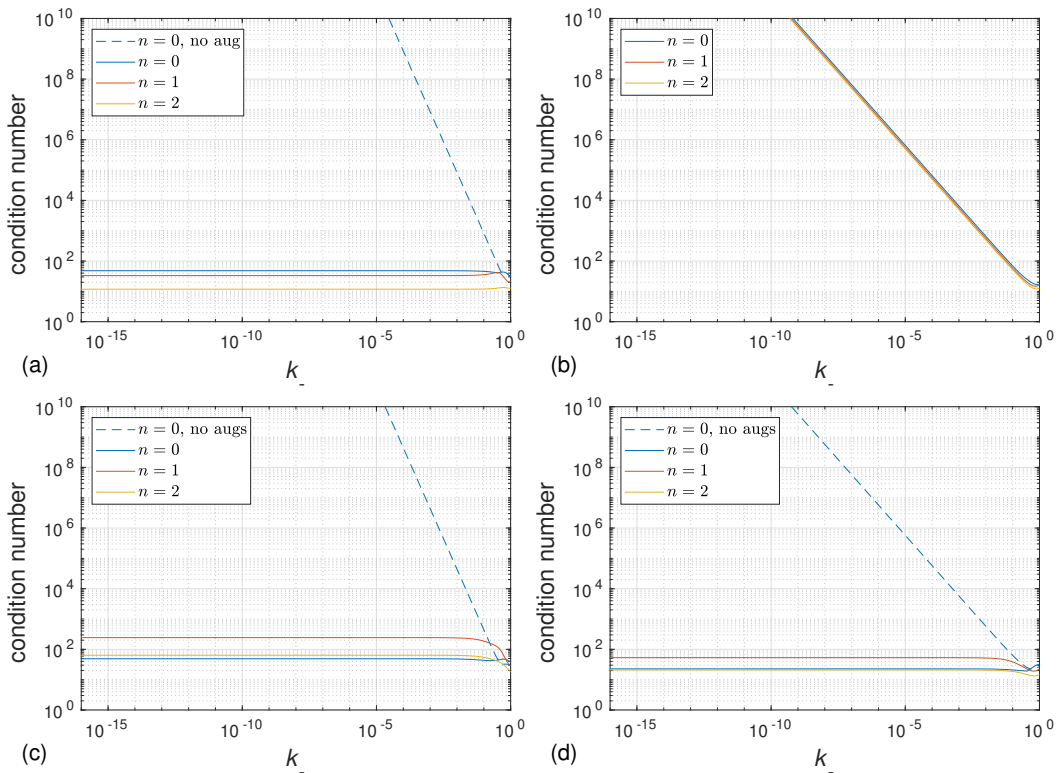 10^10
10^8
10^6
10^4
10^2
10^0
condition number
n = 0, no aug
n = 0
n = 1
n = 2
10^-15
10^-10
10^-5
10^0
k_-
(a)
10^10
10^8
10^6
10^4
10^2
10^0
condition number
n = 0
n = 1
n = 2
10^-15
10^-10
10^-5
10^0
k_-
(b)
10^10
10^8
10^6
10^4
10^2
10^0
condition number
n = 0, no augs
n = 0
n = 1
n = 2
10^-15
10^-10
10^-5
10^0
k_-
(c)
10^10
10^8
10^6
10^4
10^2
10^0
condition number
n = 0, no augs
n = 0
n = 1
n = 2
10^-15
10^-10
10^-5
10^0
k_-
(d)